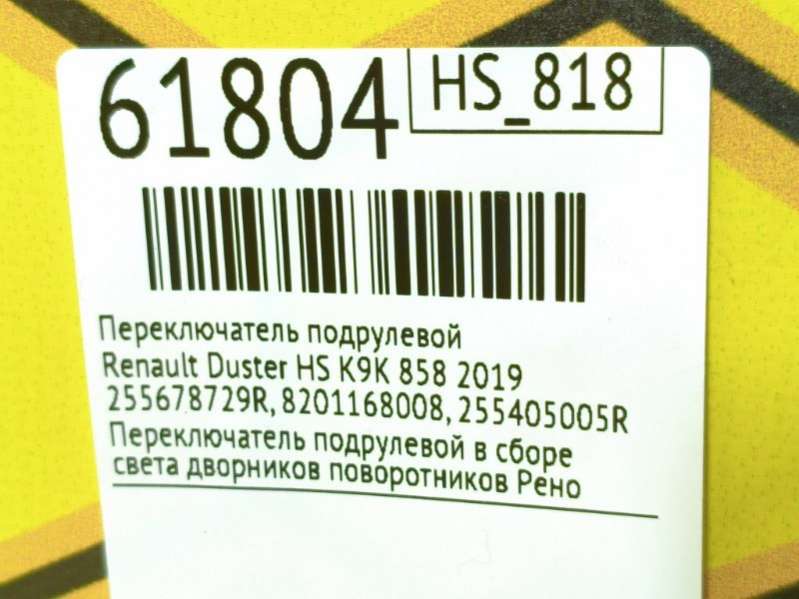 61804
HS_818
Переключатель подрулевой
Renault Duster HS K9K 858 2019
255678729R, 8201168008, 255405005R
Переключатель подрулевой в сборе
света дворников поворотников Рено